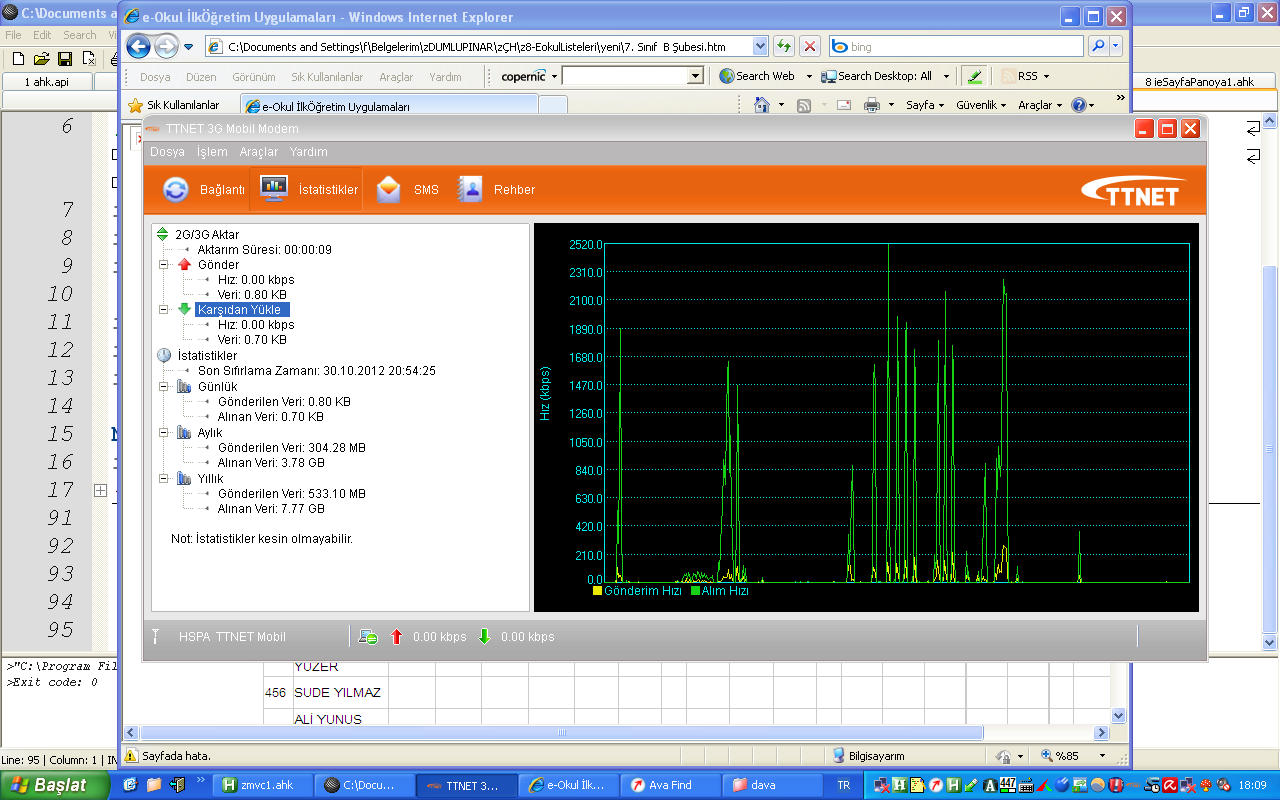 C:\Documents a
File Edit Search
1 ahk.api
8 ieSayfaPanoya1.ahk
e-Okul İlkÖğretim Uygulamaları - Windows Internet Explorer
C:\Documents and Settings\f\Belgelerim\zDUMLUPINAR\zÇH\z8-EokulListeleri\yeni\7. Sınıf B Şubesi.htm
bing
Dosya Düzen Görünüm Sık Kullanılanlar Araçlar Yardım
copernic
Search Web
Search Desktop: All
RSS
Sık Kullanılanlar
e-Okul İlkÖğretim Uygulamaları
Sayfa Güvenlik Araçlar
TTNET 3G Mobil Modem
Dosya İşlem Araçlar Yardım
Bağlantı İstatistikler SMS Rehber
TTNET
2G/3G Aktar
Aktarım Süresi: 00:00:09
Gönder
Hız: 0.00 kbps
Veri: 0.80 KB
Karşıdan Yükle
Hız: 0.00 kbps
Veri: 0.70 KB
İstatistikler
Son Sıfırlama Zamanı: 30.10.2012 20:54:25
Günlük
Gönderilen Veri: 0.80 KB
Alınan Veri: 0.70 KB
Aylık
Gönderilen Veri: 304.28 MB
Alınan Veri: 3.78 GB
Yıllık
Gönderilen Veri: 533.10 MB
Alınan Veri: 7.77 GB
Not: İstatistikler kesin olmayabilir.
Hız (kbps)
2520.0
2310.0
2100.0
1890.0
1680.0
1470.0
1260.0
1050.0
840.0
630.0
420.0
210.0
0.0
Gönderim Hızı Alım Hızı
HSPA TTNET Mobil
0.00 kbps 0.00 kbps
6
7
8
9
10
11
12
13
14
15
16
17
91
92
93
94
95
>"C:\Program Fil
>Exit code: 0
YÜZER
456 SUDE YILMAZ
ALİ YUNUS
Sayfada hata.
Bilgisayarım
%85
Line: 95 | Column: 1 | IN
Başlat
zmvc1.ahk
C:\Docu...
TTNET 3...
e-Okul İlk...
Ava Find
dava
TR
447
18:09